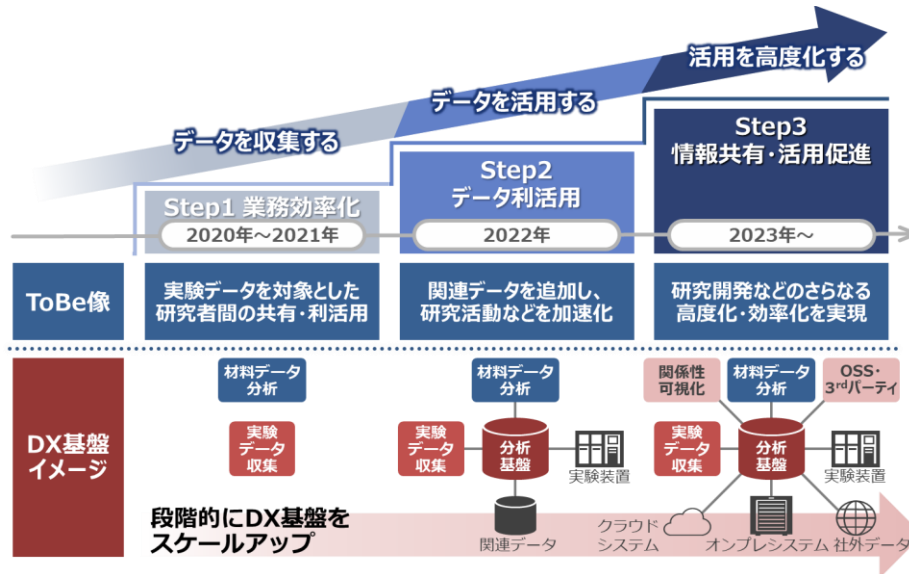 活用を高度化する
データを活用する
データを収集する
Step1 業務効率化
2020年～2021年
Step2
データ利活用
2022年
Step3
情報共有・活用促進
2023年～
ToBe像
実験データを対象とした
研究者間の共有・利活用
関連データを追加し、
研究活動などを加速化
研究開発などのさらなる
高度化・効率化を実現
DX基盤
イメージ
材料データ
分析
実験
データ
収集
材料データ
分析
実験
データ
収集
分析
基盤
実験装置
関連データ
関係性
可視化
材料データ
分析
OSS・
3rdパーティ
実験
データ
収集
分析
基盤
実験装置
クラウド
システム
オンプレシステム
社外データ
段階的にDX基盤を
スケールアップ